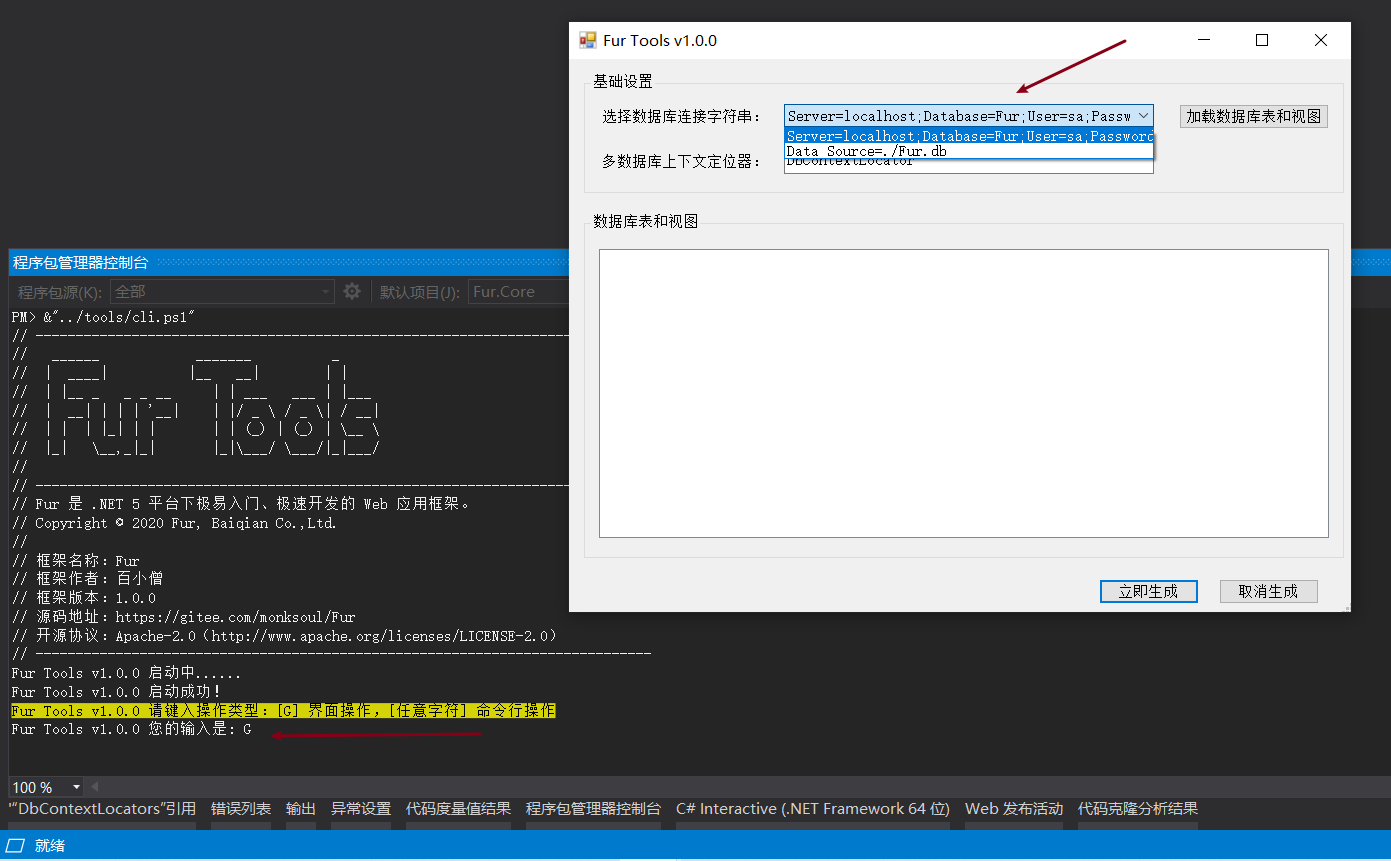 Fur Tools v1.0.0
基础设置
选择数据库连接字符串：
Server=localhost;Database=Fur;User=sa;Passw
加载数据库表和视图
Server=localhost;Database=Fur;User=sa;Password
Data Source=./Fur.db
多数据库上下文定位器：
DbContextLocator
数据库表和视图
立即生成
取消生成
程序包管理器控制台
程序包源(K):
全部
默认项目(J):
Fur.Core
PM> &"../tools/cli.ps1"
// -----------------------------------------------------------------------------
//
//
//
//
//
//
//
// Fur Tools
// -----------------------------------------------------------------------------
// Fur 是 .NET 5 平台下极易入门、极速开发的 Web 应用框架。
// Copyright © 2020 Fur, Baiqian Co.,Ltd.
//
// 框架名称：Fur
// 框架作者：百小僧
// 框架版本：1.0.0
// 源码地址：https://gitee.com/monksoul/Fur
// 开源协议：Apache-2.0（http://www.apache.org/licenses/LICENSE-2.0）
// -----------------------------------------------------------------------------
Fur Tools v1.0.0 启动中......
Fur Tools v1.0.0 启动成功！
Fur Tools v1.0.0 请键入操作类型：[G] 界面操作，[任意字符] 命令行操作
Fur Tools v1.0.0 您的输入是: G
100 %
'"DbContextLocators"引用
错误列表
输出
异常设置
代码度量值结果
程序包管理器控制台
C# Interactive (.NET Framework 64 位)
Web 发布活动
代码克隆分析结果
就绪